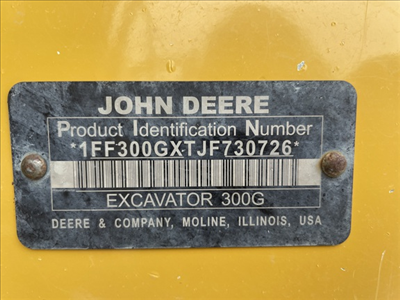 JOHN DEERE
Product Identification Number
*1FF300GXTJF730726*
EXCAVATOR 300G
DEERE & COMPANY, MOLINE, ILLINOIS, USA